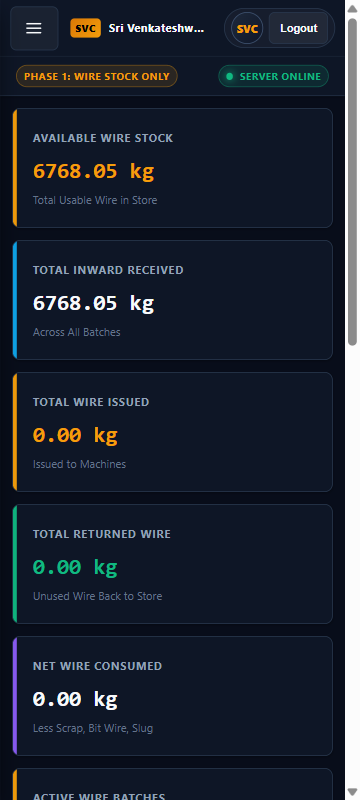 SVC Sri Venkateshw... SVC Logout
PHASE 1: WIRE STOCK ONLY SERVER ONLINE
AVAILABLE WIRE STOCK
6768.05 kg
Total Usable Wire in Store
TOTAL INWARD RECEIVED
6768.05 kg
Across All Batches
TOTAL WIRE ISSUED
0.00 kg
Issued to Machines
TOTAL RETURNED WIRE
0.00 kg
Unused Wire Back to Store
NET WIRE CONSUMED
0.00 kg
Less Scrap, Bit Wire, Slug
ACTIVE WIRE BATCHES